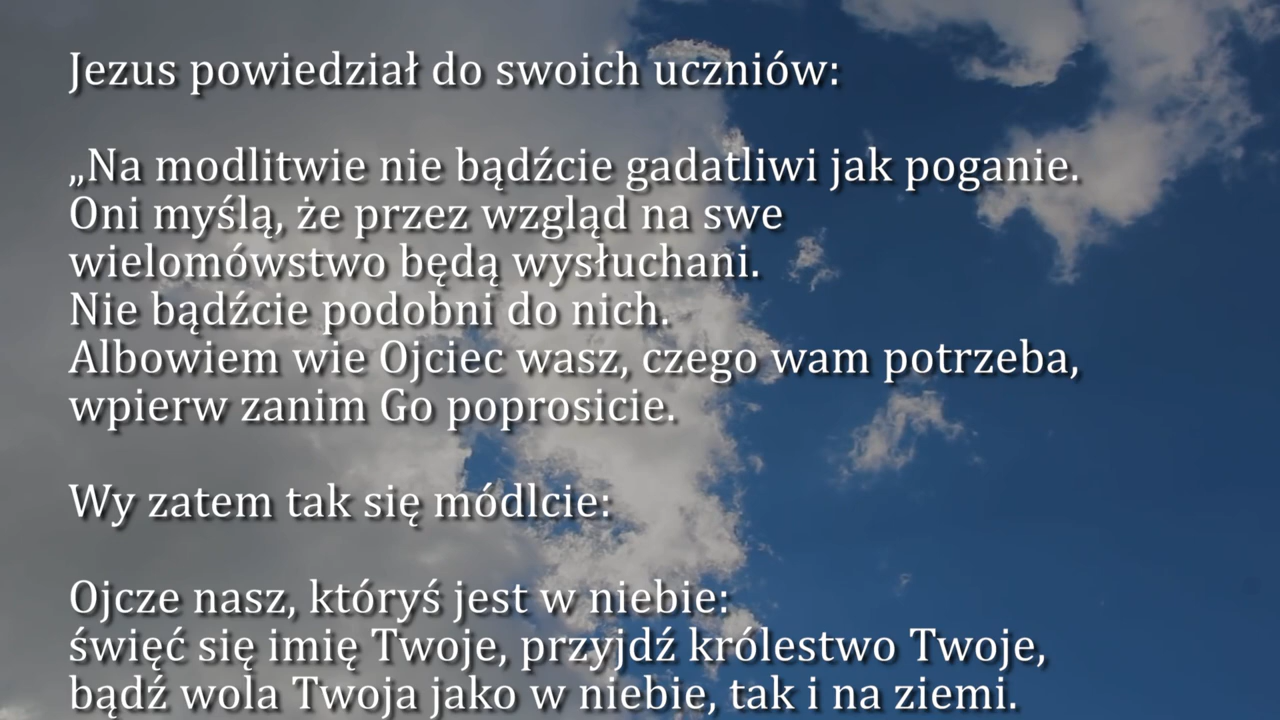 Jezus powiedział do swoich uczniów:
„Na modlitwie nie bądźcie gadatliwi jak poganie.
Oni myślą, że przez wzgląd na swe
wielomówstwo będą wysłuchani.
Nie bądźcie podobni do nich.
Albowiem wie Ojciec wasz, czego wam potrzeba,
wpierw zanim Go poprosicie.
Wy zatem tak się módlcie:
Ojcze nasz, któryś jest w niebie:
święć się imię Twoje, przyjdź królestwo Twoje,
bądź wola Twoja jako w niebie, tak i na ziemi.